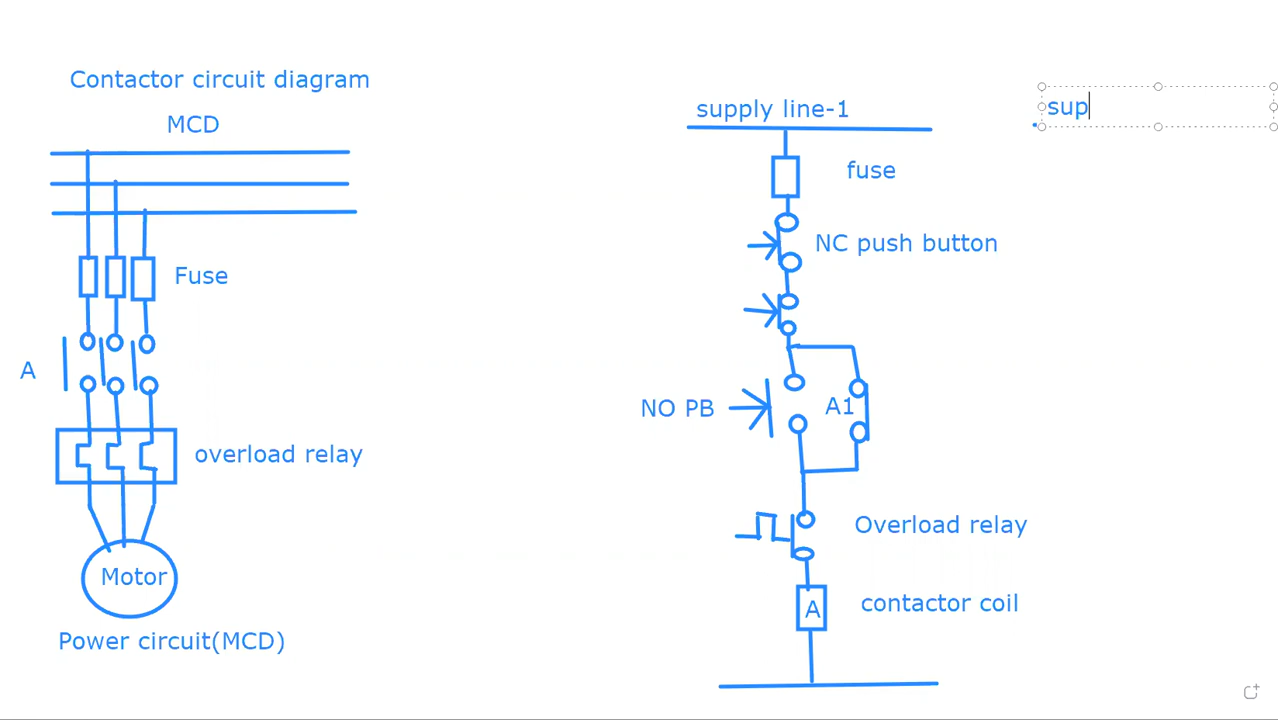 Contactor circuit diagram
MCD
Fuse
A
overload relay
Motor
Power circuit(MCD)
supply line-1
fuse
NC push button
NO PB
A1
Overload relay
A
contactor coil
sup